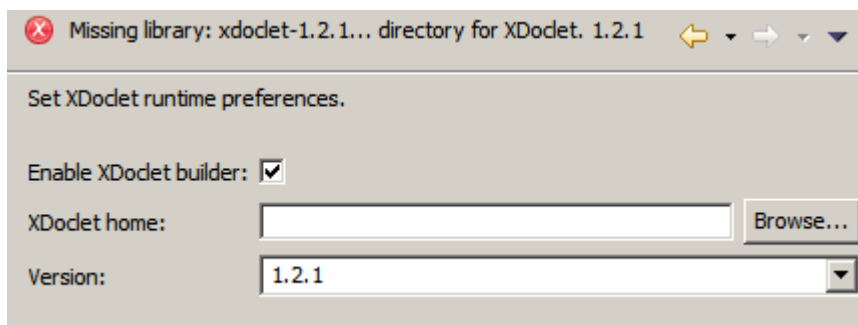 Missing library: xdoclet-1.2.1... directory for XDoclet. 1.2.1
Set XDoclet runtime preferences.
Enable XDoclet builder:
XDoclet home:
Browse...
Version:
1.2.1